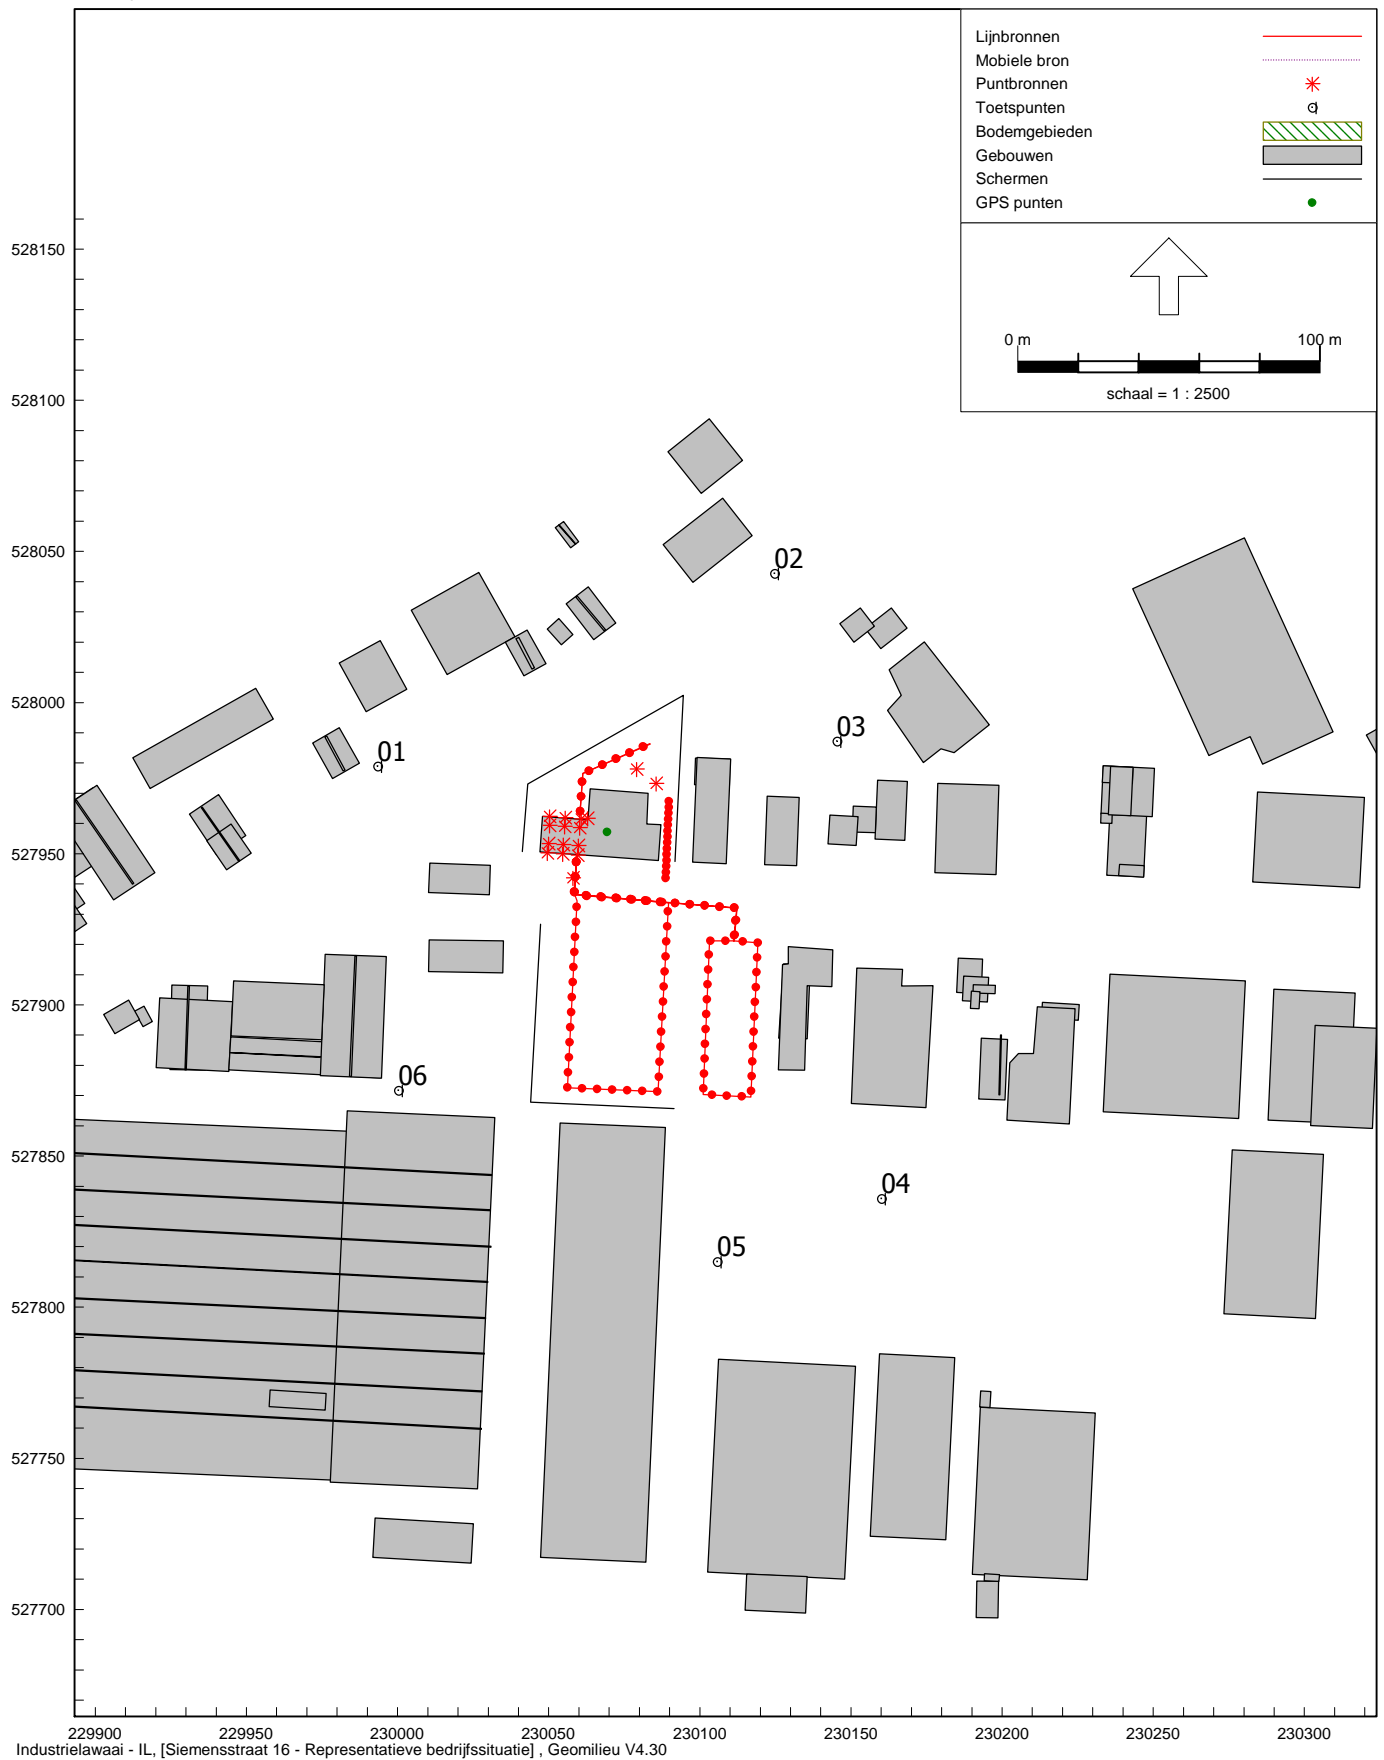 Lijnbronnen
Mobiele bron
Puntbronnen
Toetspunten
Bodemgebieden
Gebouwen
Schermen
GPS punten
0 m 100 m
schaal = 1 : 2500
528150
528100
528050
528000
527950
527900
527850
527800
527750
527700
02
03
01
06
04
05
229900 229950 230000 230050 230100 230150 230200 230250 230300
Industrielawaai - IL, [Siemensstraat 16 - Representatieve bedrijfssituatie] , Geomilieu V4.30